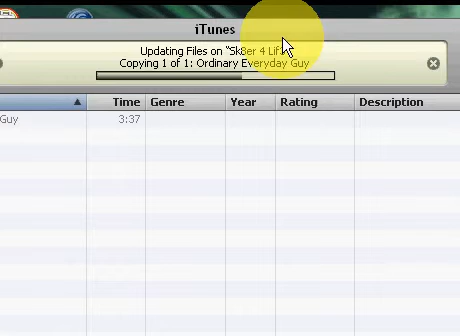 iTunes
Updating Files on "Sk8er 4 Lif
Copying 1 of 1: Ordinary Everyday Guy
Time Genre Year Rating Description
Guy 3:37